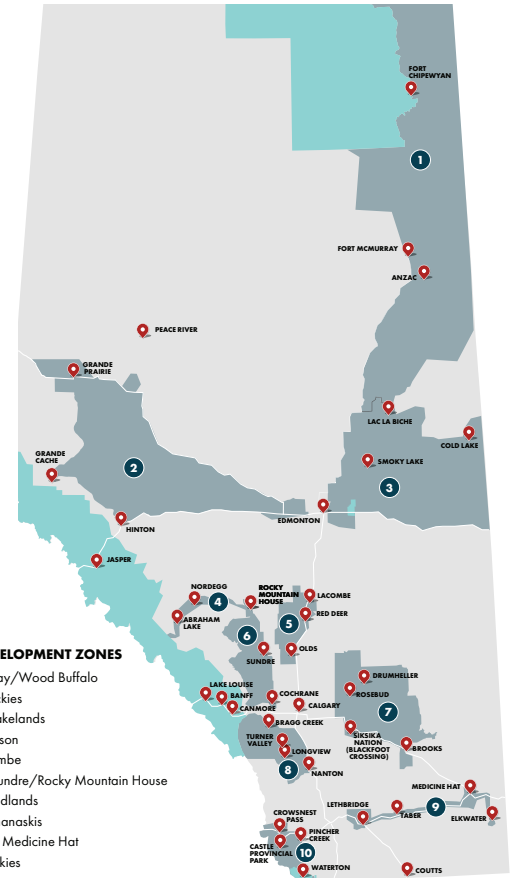 FORT
CHIPEWYAN
1
FORT MCMURRAY
ANZAC
PEACE RIVER
GRANDE
PRAIRIE
LAC LA BICHE
COLD LAKE
GRANDE
CACHE
2
SMOKY LAKE
3
EDMONTON
HINTON
JASPER
NORDEGG
4
ROCKY
MOUNTAIN
HOUSE
LACOMBE
RED DEER
ABRAHAM
LAKE
5
6
OLDS
SUNDRE
ELOPMENT ZONES
ay/Wood Buffalo
ckies
akelands
son
mbe
undre/Rocky Mountain House
dlands
anaskis
Medicine Hat
kies
LAKE LOUISE
BANFF
CANMORE
COCHRANE
CALGARY
DRUMHELLER
ROSEBUD
7
BRAGG CREEK
TURNER
VALLEY
LONGVIEW
SIKSIKA
NATION
(BLACKFOOT
CROSSING)
BROOKS
8
NANTON
MEDICINE HAT
LETHBRIDGE
TABER
9
ELKWATER
CROWSNEST
PASS
PINCHER
CREEK
CASTLE
PROVINCIAL
PARK
10
WATERTON
COUTTS